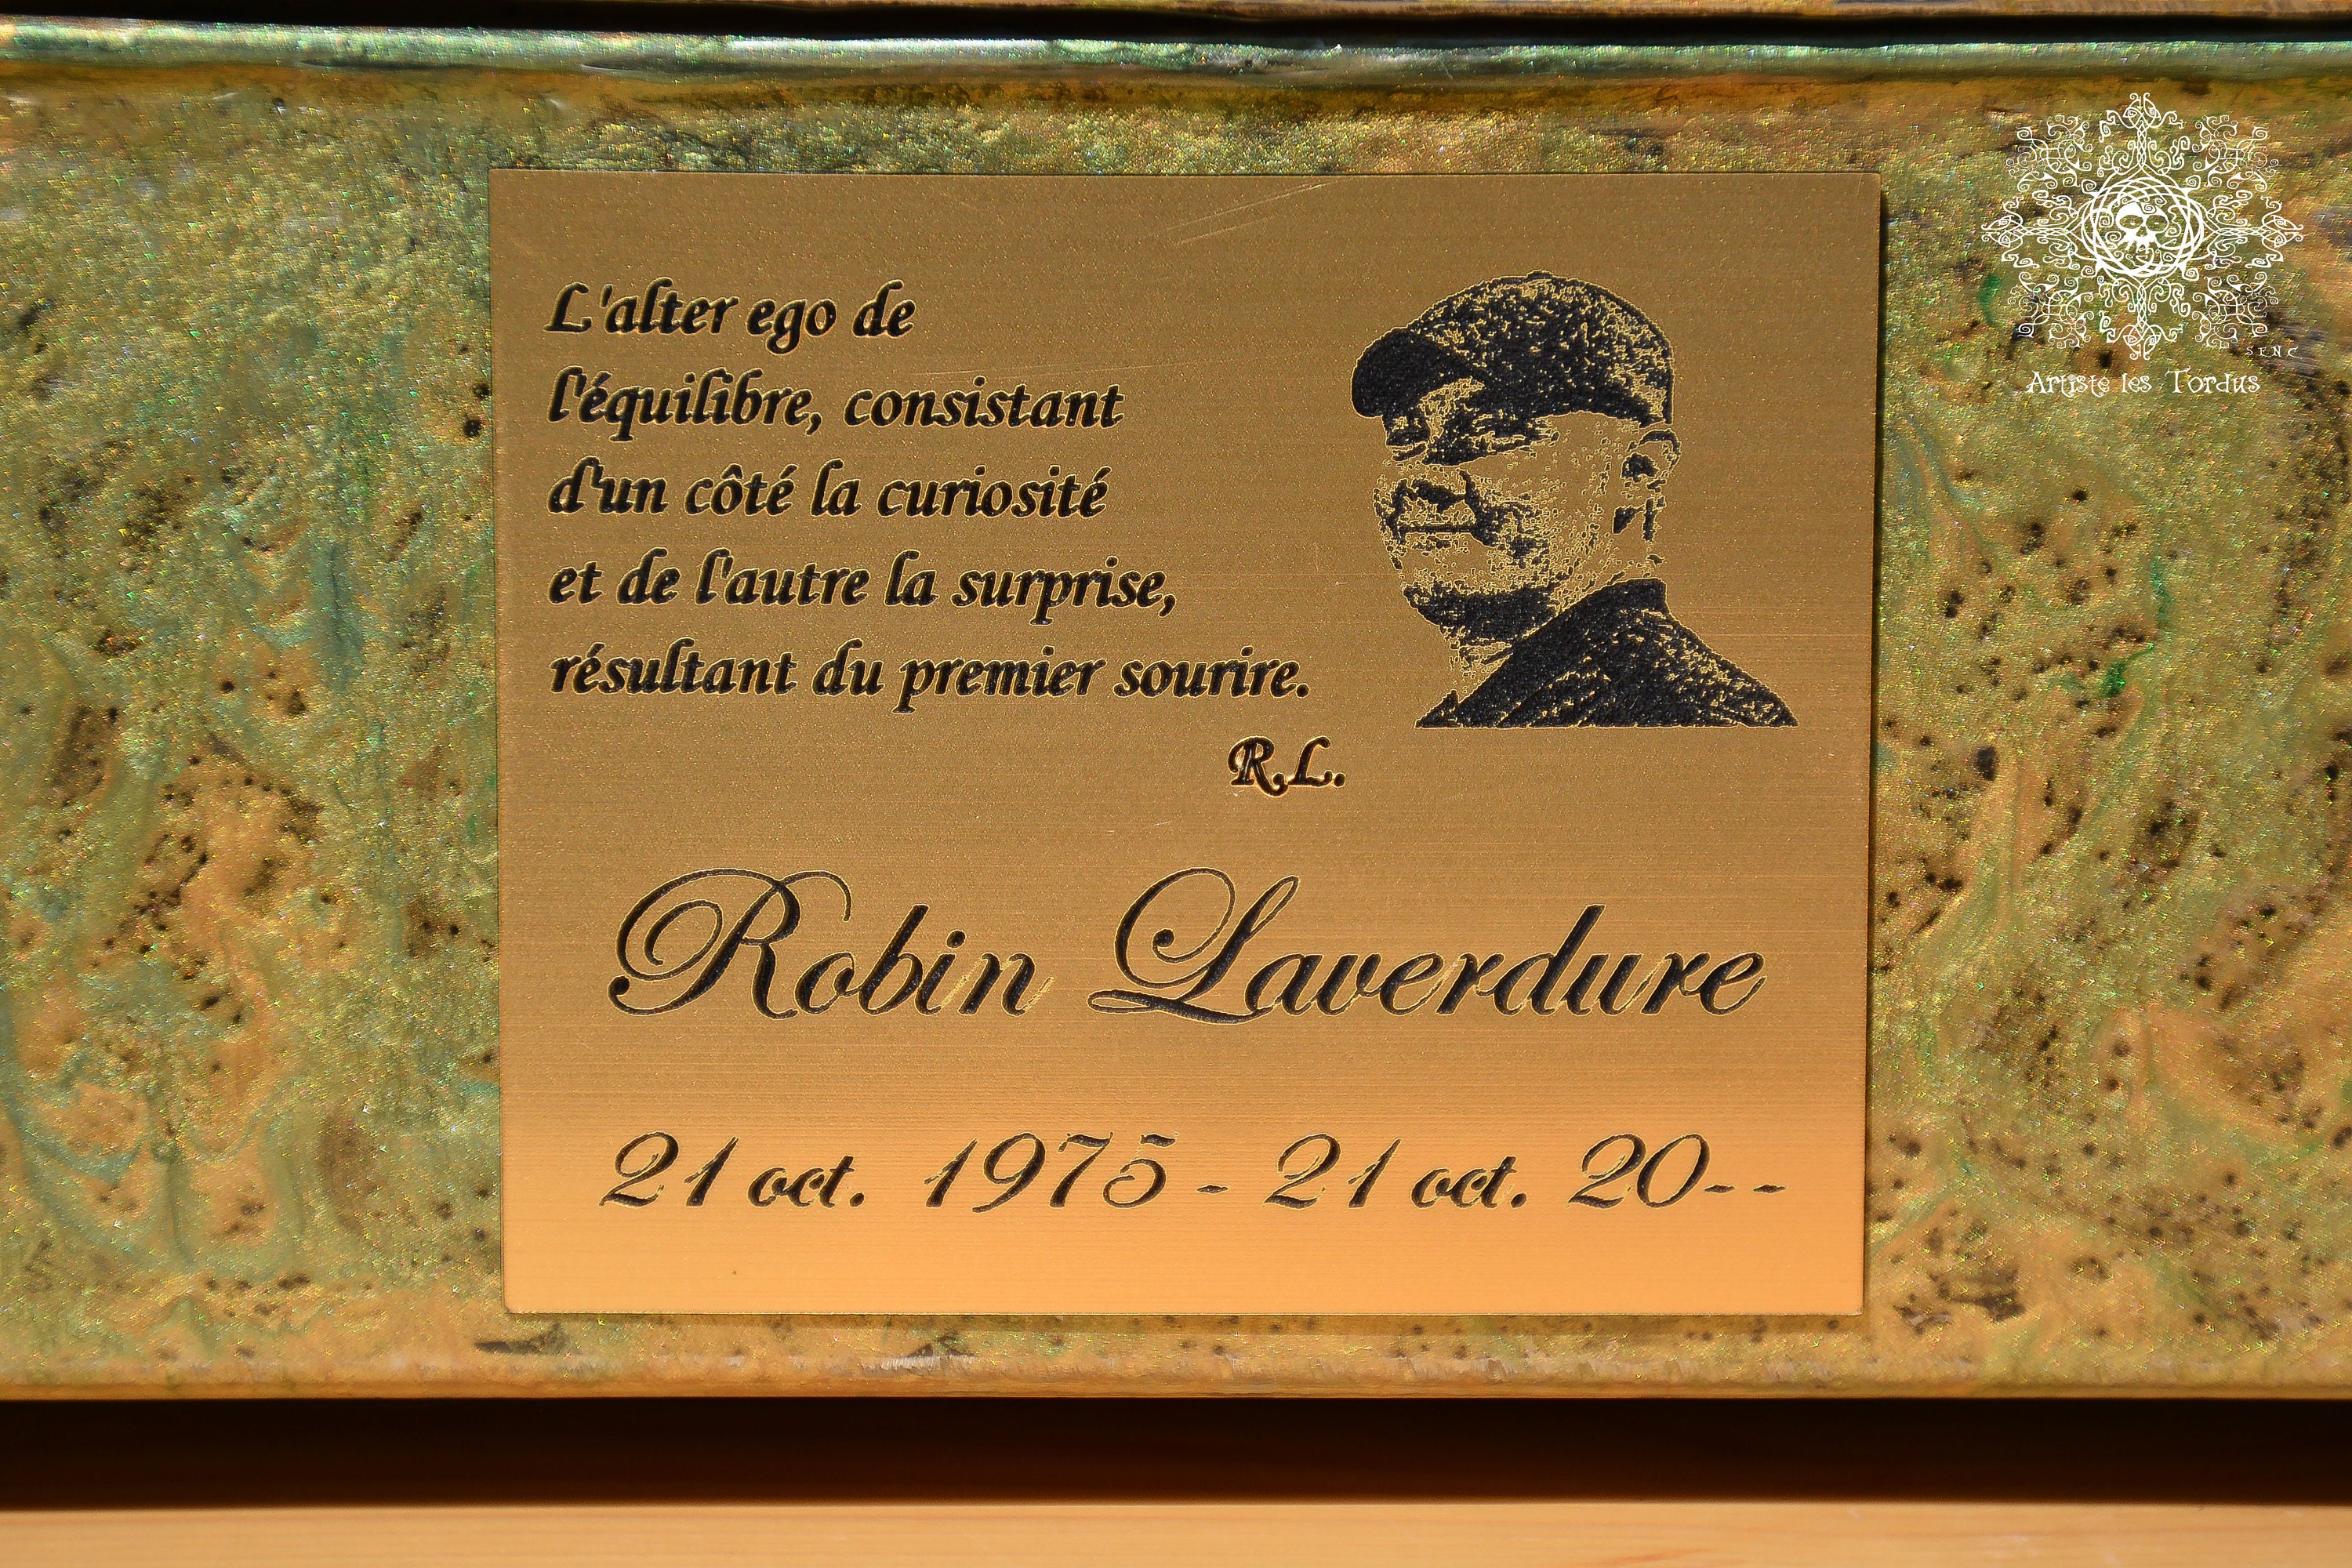 L'alter ego de
l'équilibre, consistant
d'un côté la curiosité
et de l'autre la surprise,
résultant du premier sourire.
R.L.
Robin Laverdure
21 oct. 1975 - 21 oct. 20--
S E N C
Artiste les Tordus